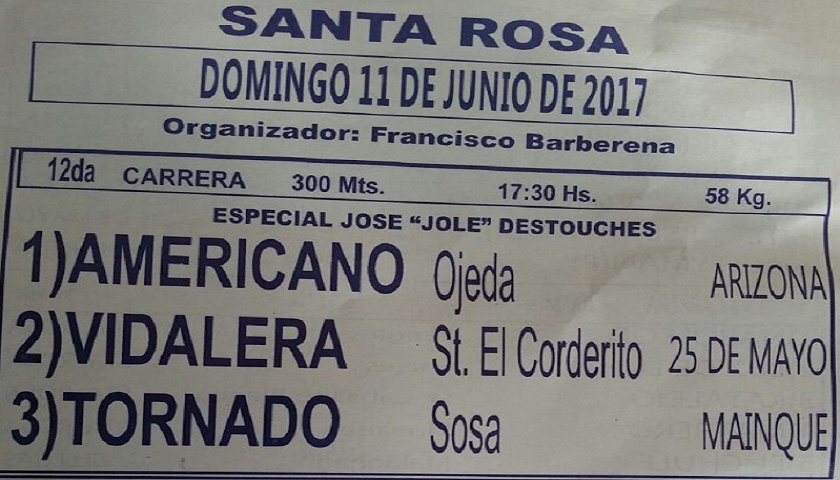 SANTA ROSA
DOMINGO 11 DE JUNIO DE 2017
Organizador: Francisco Barberena
12da CARRERA 300 Mts. 17:30 Hs. 58 Kg.
ESPECIAL JOSE “JOLE” DESTOUCHES
1)AMERICANO Ojeda ARIZONA
2)VIDALERA St. El Corderito 25 DE MAYO
3)TORNADO Sosa MAINQUE